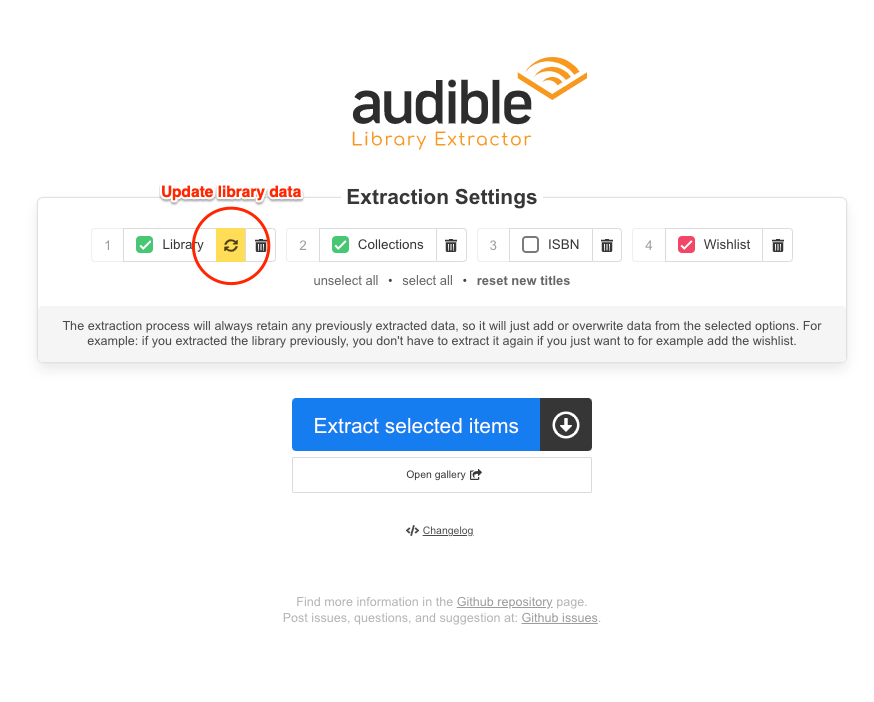 audible
Library Extractor
Update library data
Extraction Settings
1 Library 2 Collections 3 ISBN 4 Wishlist
unselect all • select all • reset new titles
The extraction process will always retain any previously extracted data, so it will just add or overwrite data from the selected options. For
example: if you extracted the library previously, you don't have to extract it again if you just want to for example add the wishlist.
Extract selected items
Open gallery
Changelog
Find more information in the Github repository page.
Post issues, questions, and suggestion at: Github issues.